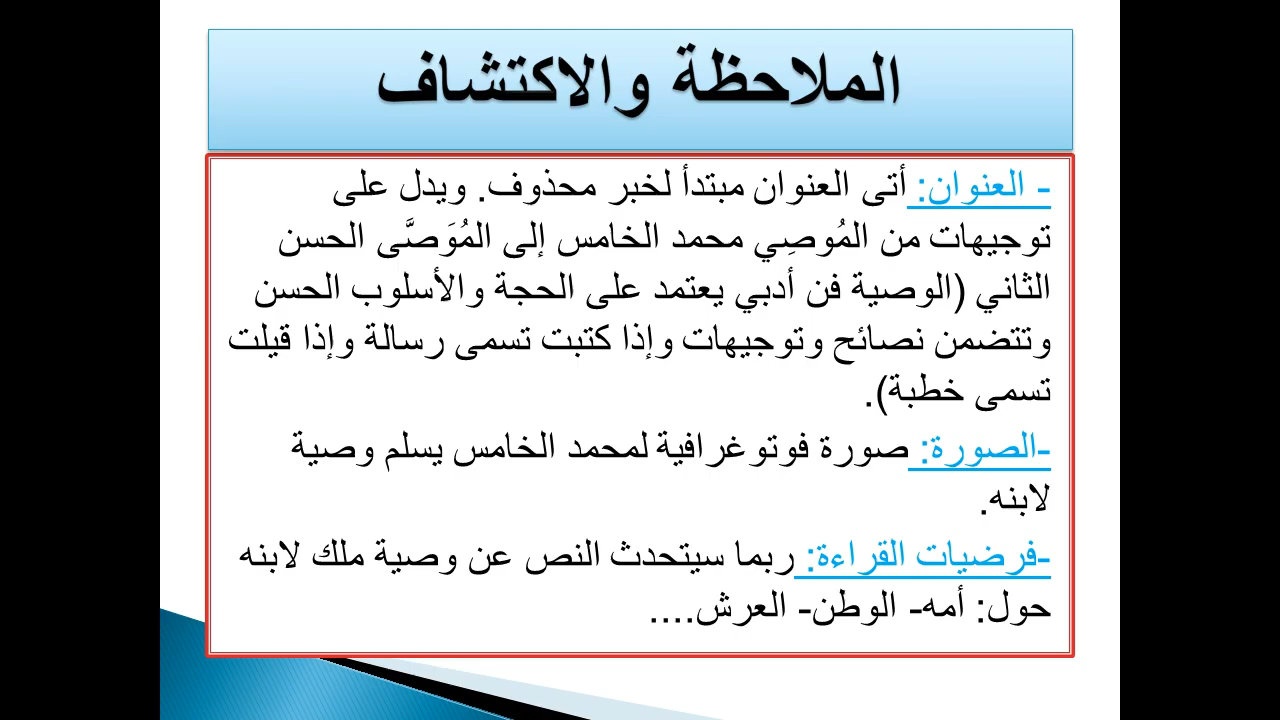 الملاحظة والاكتشاف
- العنوان: أتى العنوان مبتدأ لخبر محذوف. ويدل على
توجيهات من المُوصِي محمد الخامس إلى المُوَصَّى الحسن
الثاني (الوصية فن أدبي يعتمد على الحجة والأسلوب الحسن
وتتضمن نصائح وتوجيهات وإذا كتبت تسمى رسالة وإذا قيلت
تسمى خطبة).
-الصورة: صورة فوتوغرافية لمحمد الخامس يسلم وصية
لابنه.
-فرضيات القراءة: ربما سيتحدث النص عن وصية ملك لابنه
حول: أمه- الوطن- العرش....